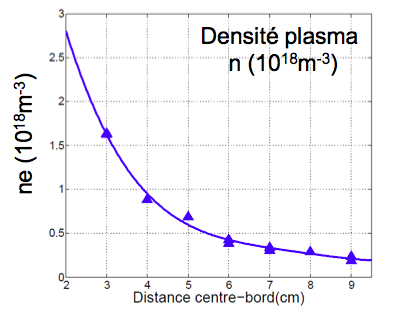 Densité plasma
n (10¹⁸m⁻³)
ne (10¹⁸m⁻³)
3
2.5
2
1.5
1
0.5
0
2 3 4 5 6 7 8 9
Distance centre−bord(cm)